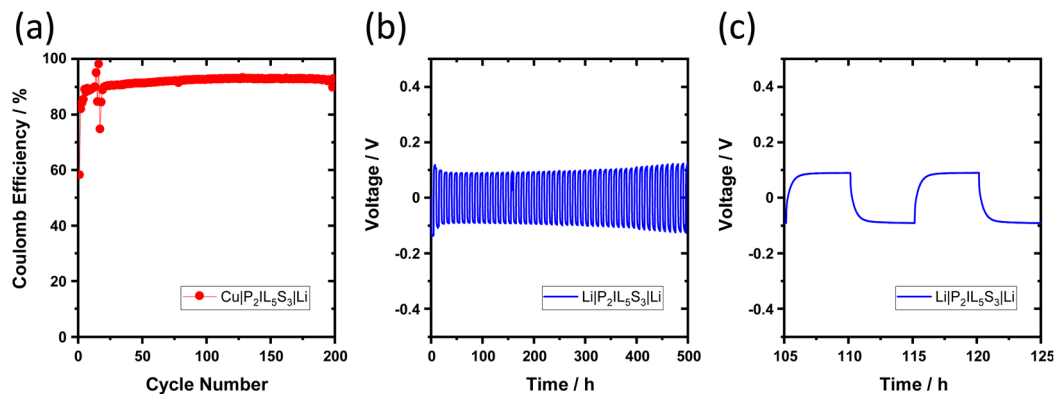 (a)
100
80
60
40
20
0
Coulomb Efficiency / %
Cu|P₂IL₅S₃|Li
0 50 100 150 200
Cycle Number
(b)
0.4
0.2
0
-0.2
-0.4
Voltage / V
Li|P₂IL₅S₃|Li
0 100 200 300 400 500
Time / h
(c)
0.4
0.2
0
-0.2
-0.4
Voltage / V
Li|P₂IL₅S₃|Li
105 110 115 120 125
Time / h